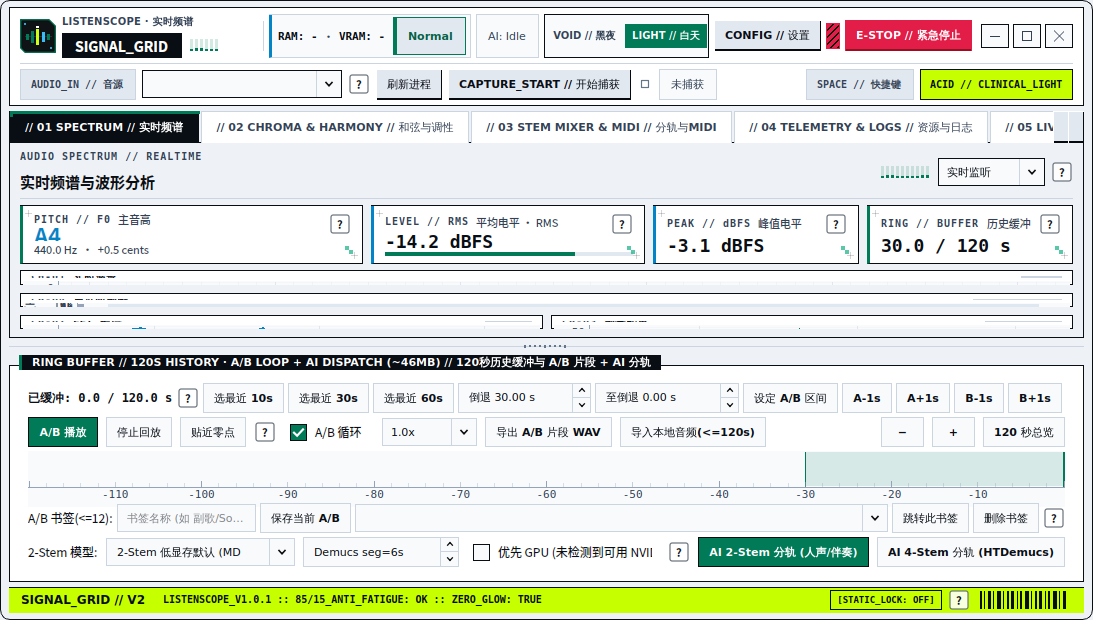 LISTENSCOPE · 实时频谱
SIGNAL_GRID
RAM: - · VRAM: -
Normal
AI: Idle
VOID // 黑夜
LIGHT // 白天
CONFIG // 设置
E-STOP // 紧急停止
AUDIO_IN // 音源
?
刷新进程
CAPTURE_START // 开始捕获
未捕获
SPACE // 快捷键
ACID // CLINICAL_LIGHT
// 01 SPECTRUM // 实时频谱
// 02 CHROMA & HARMONY // 和弦与调性
// 03 STEM MIXER & MIDI // 分轨与MIDI
// 04 TELEMETRY & LOGS // 资源与日志
// 05 LIV
AUDIO SPECTRUM // REALTIME
实时频谱与波形分析
实时监听
?
PITCH // F0 主音高
?
A4
440.0 Hz • +0.5 cents
LEVEL // RMS 平均电平 · RMS
?
-14.2 dBFS
PEAK // dBFS 峰值电平
?
-3.1 dBFS
RING // BUFFER 历史缓冲
?
30.0 / 120 s
RING BUFFER // 120S HISTORY · A/B LOOP + AI DISPATCH (~46MB) // 120秒历史缓冲与 A/B 片段 + AI 分轨
已缓冲: 0.0 / 120.0 s
?
选最近 10s
选最近 30s
选最近 60s
倒退 30.00 s
至倒退 0.00 s
设定 A/B 区间
A-1s
A+1s
B-1s
B+1s
A/B 播放
停止回放
贴近零点
?
A/B 循环
1.0x
导出 A/B 片段 WAV
导入本地音频(<=120s)
−
+
120 秒总览
-110 -100 -90 -80 -70 -60 -50 -40 -30 -20 -10
A/B 书签(<=12):
书签名称 (如 副歌/So...
保存当前 A/B
跳转此书签
删除书签
?
2-Stem 模型:
2-Stem 低显存默认 (MD
Demucs seg=6s
优先 GPU (未检测到可用 NVII
?
AI 2-Stem 分轨 (人声/伴奏)
AI 4-Stem 分轨 (HTDemucs)
SIGNAL_GRID // V2
LISTENSCOPE_V1.0.1 :: 85/15_ANTI_FATIGUE: OK :: ZERO_GLOW: TRUE
[STATIC_LOCK: OFF]
?